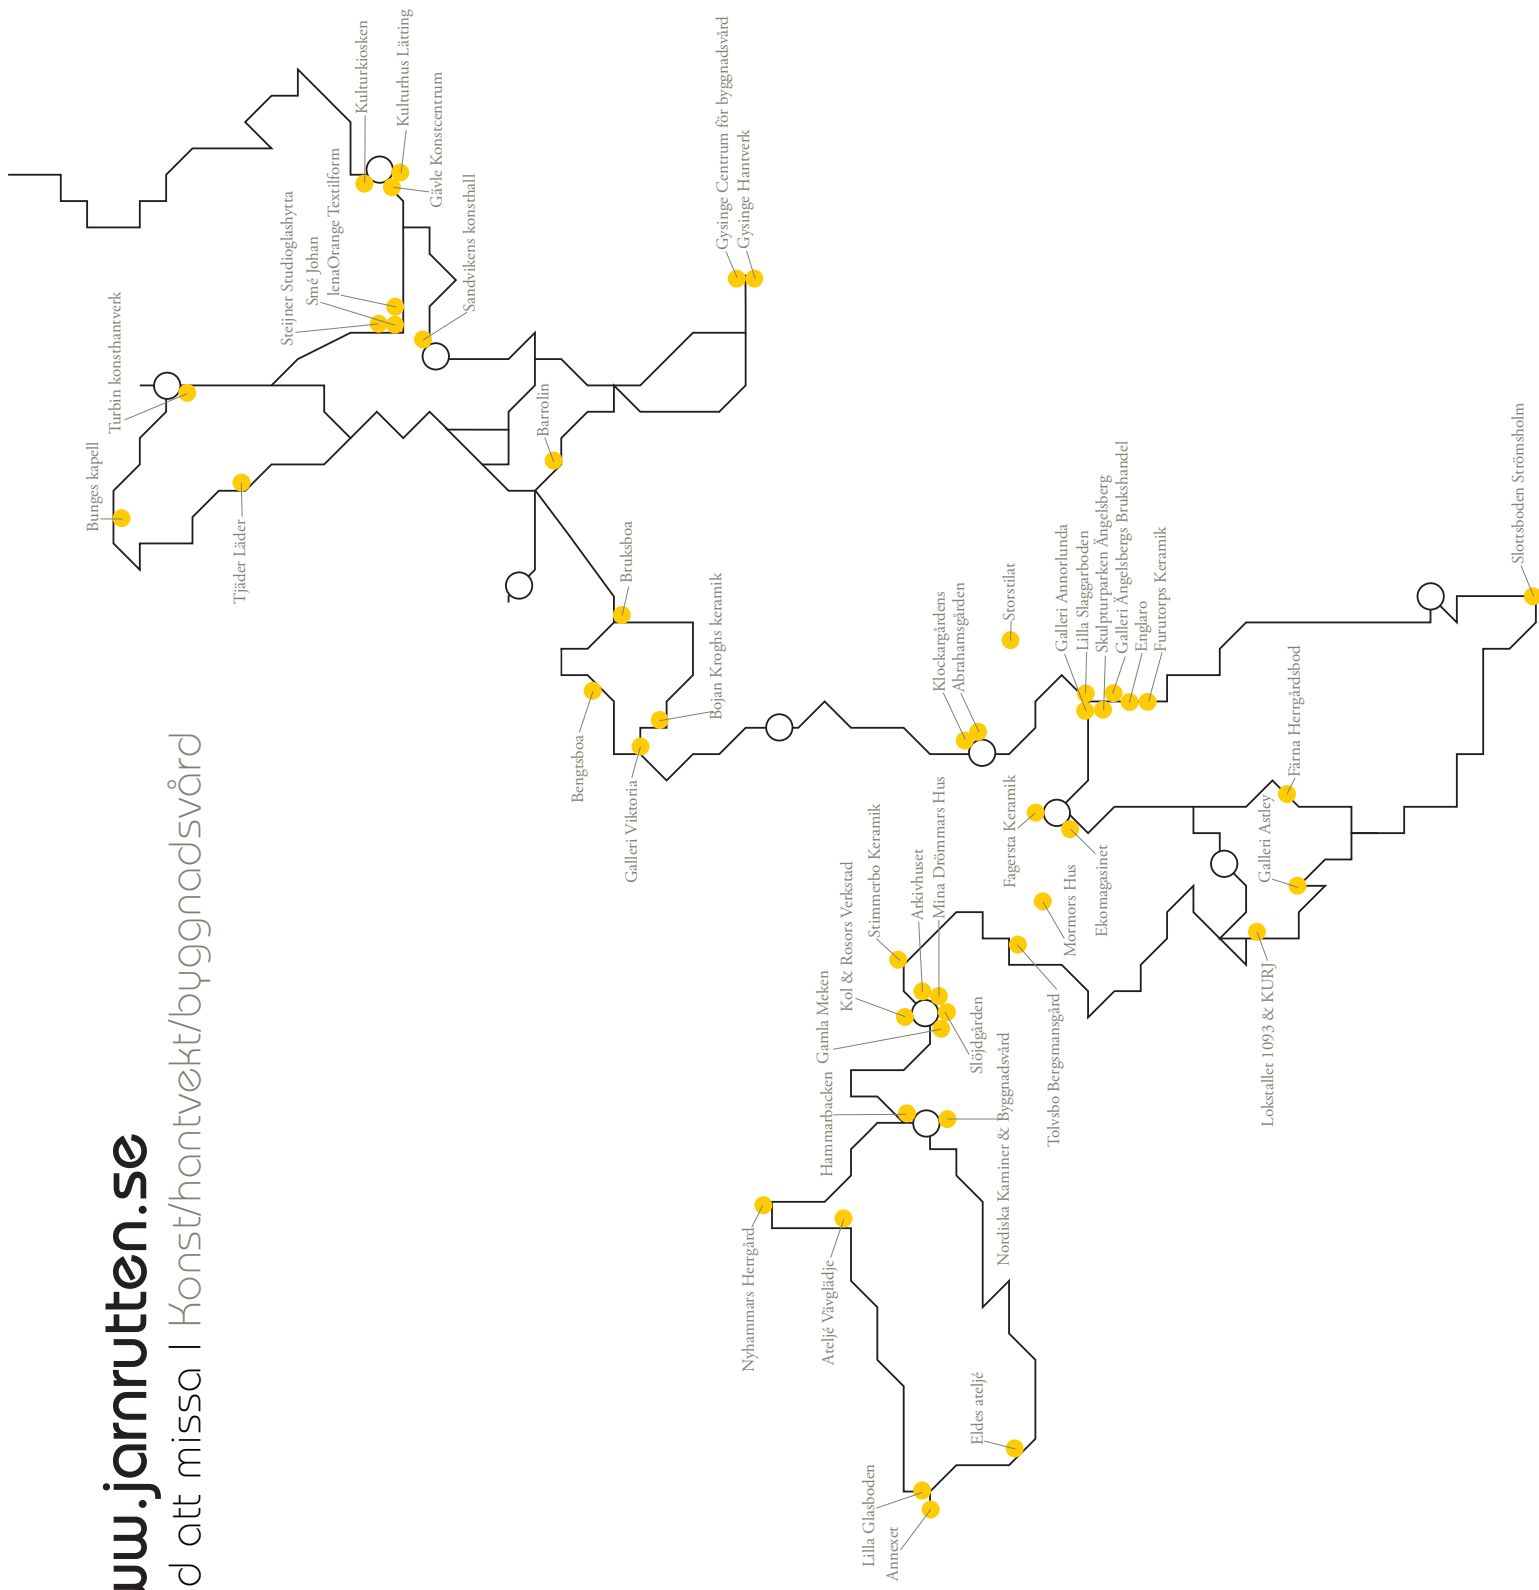 ww.jarnrutten.se
d att missa I Konst/hantvekt/byggnadsvård
Bunges kapell
Turbin konsthantverk
Tjäder Läder
Steijner Studioglashytta
Smé Johan
lenaOrange Textilform
Kulturkiosken
Kulturhus Lätting
Gävle Konstcentrum
Sandvikens konsthall
Gysinge Centrum för byggnadsvård
Gysinge Hantverk
Barrolin
Bruksboa
Bojan Kroghs keramik
Bengtsboa
Galleri Viktoria
Klockargårdens
Abrahamsgården
Storstilat
Galleri Annorlunda
Lilla Slaggarboden
Skulpturparken Ängelsberg
Galleri Ängelsbergs Brukshandel
Englaro
Furutorps Keramik
Slottsboden Strömsholm
Färna Herrgårdsbod
Galleri Astley
Fagersta Keramik
Ekomagasinet
Mormors Hus
Lokstallet 1093 & KURJ
Tolvsbo Bergsmansgård
Mina Drömmars Hus
Arkivhuset
Stimmerbo Keramik
Kol & Rosors Verkstad
Gamla Meken
Slöjdgården
Hammarbacken
Nordiska Kaminer & Byggnadsvård
Nyhammars Herrgård
Ateljé Vävglädje
Eldes ateljé
Lilla Glasboden
Annexet